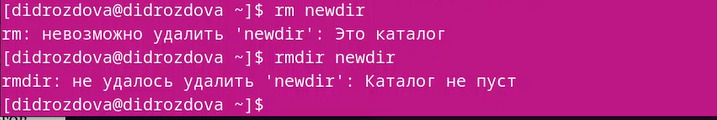 [didrozdova@didrozdova ~]$ rm newdir
rm: невозможно удалить 'newdir': Это каталог
[didrozdova@didrozdova ~]$ rmdir newdir
rmdir: не удалось удалить 'newdir': Каталог не пуст
[didrozdova@didrozdova ~]$